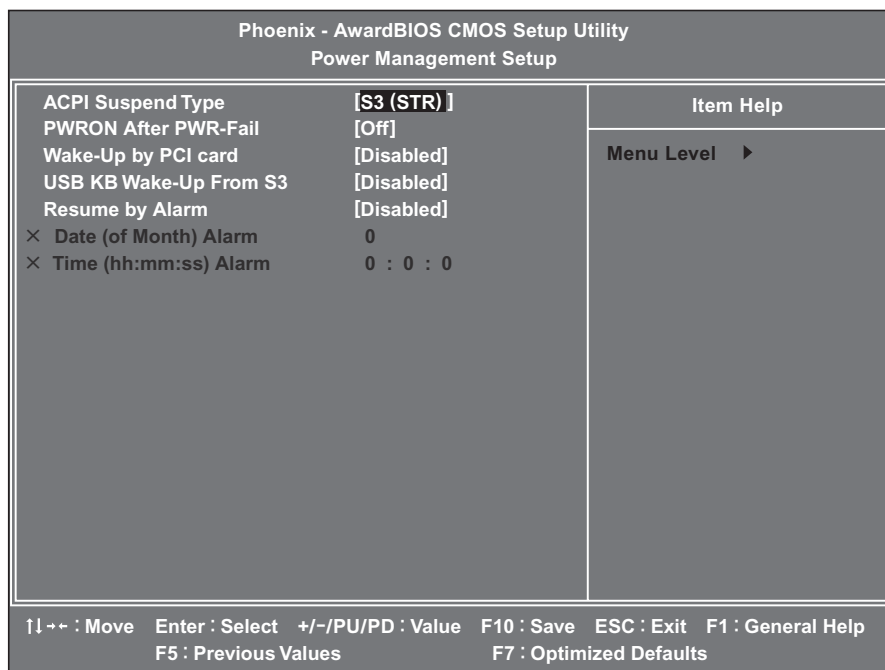 Phoenix - AwardBIOS CMOS Setup Utility
Power Management Setup
ACPI Suspend Type [S3 (STR) ]
PWRON After PWR-Fail [Off]
Wake-Up by PCI card [Disabled]
USB KB Wake-Up From S3 [Disabled]
Resume by Alarm [Disabled]
× Date (of Month) Alarm 0
× Time (hh:mm:ss) Alarm 0 : 0 : 0
Item Help
Menu Level ▶
↑↓→← : Move Enter : Select +/-/PU/PD : Value F10 : Save ESC : Exit F1 : General Help
F5 : Previous Values F7 : Optimized Defaults